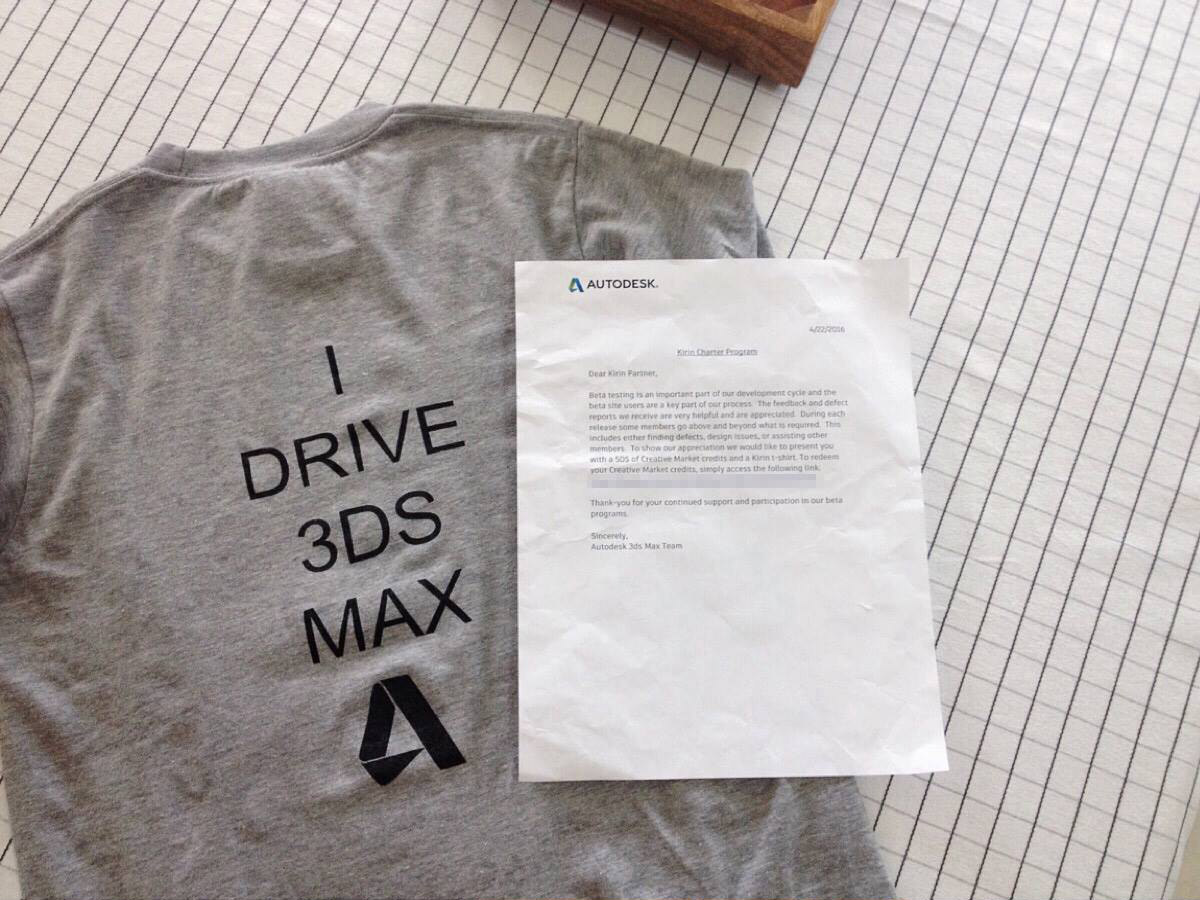 I
DRIVE
3DS
MAX
AUTODESK.
4/22/2016
Kirin Charter Program
Dear Kirin Partner,
Beta testing is an important part of our development cycle and the
beta site users are a key part of our process. The feedback and defect
reports we receive are very helpful and are appreciated. During each
release some members go above and beyond what is required. This
includes either finding defects, design issues, or assisting other
members. To show our appreciation we would like to present you
with a 50$ of Creative Market credits and a Kirin t-shirt. To redeem
your Creative Market credits, simply access the following link:
Thank-you for your continued support and participation in our beta
programs.
Sincerely,
Autodesk 3ds Max Team